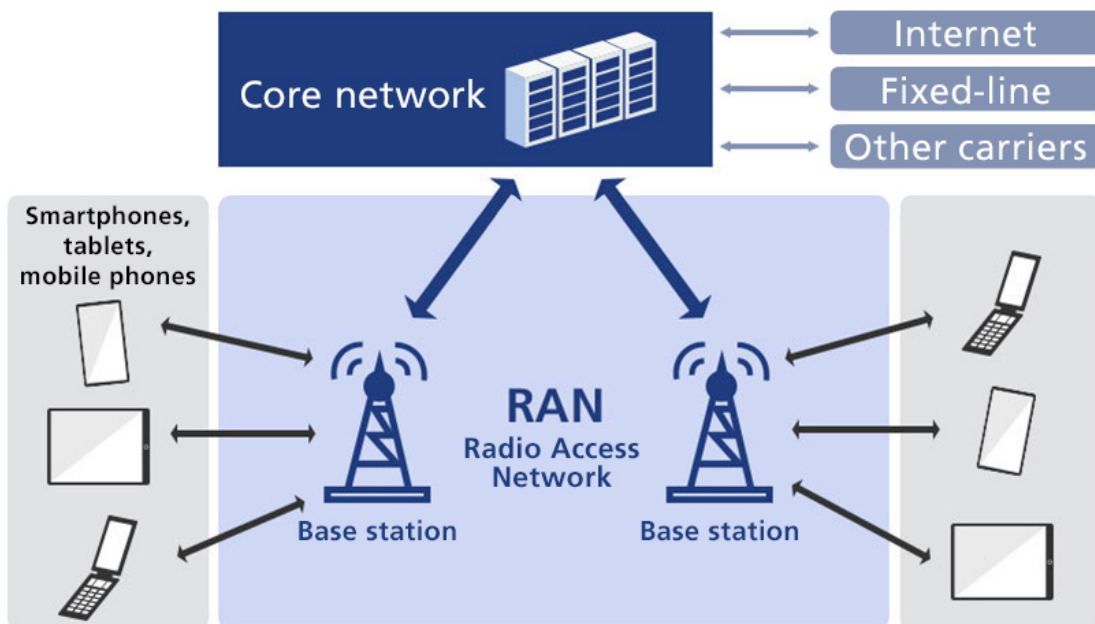 Core network
Internet
Fixed-line
Other carriers
Smartphones,
tablets,
mobile phones
RAN
Radio Access
Network
Base station
Base station